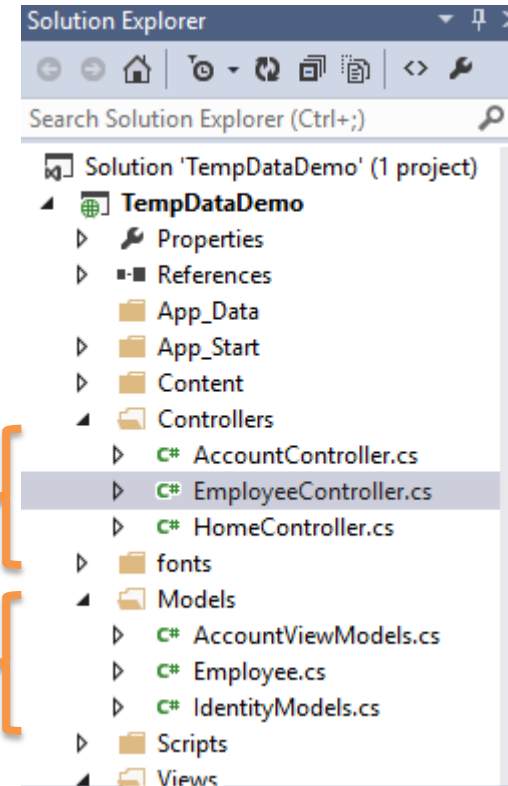 Solution Explorer
Search Solution Explorer (Ctrl+;)
Solution 'TempDataDemo' (1 project)
TempDataDemo
Properties
References
App_Data
App_Start
Content
Controllers
C# AccountController.cs
C# EmployeeController.cs
C# HomeController.cs
fonts
Models
C# AccountViewModels.cs
C# Employee.cs
C# IdentityModels.cs
Scripts
Views